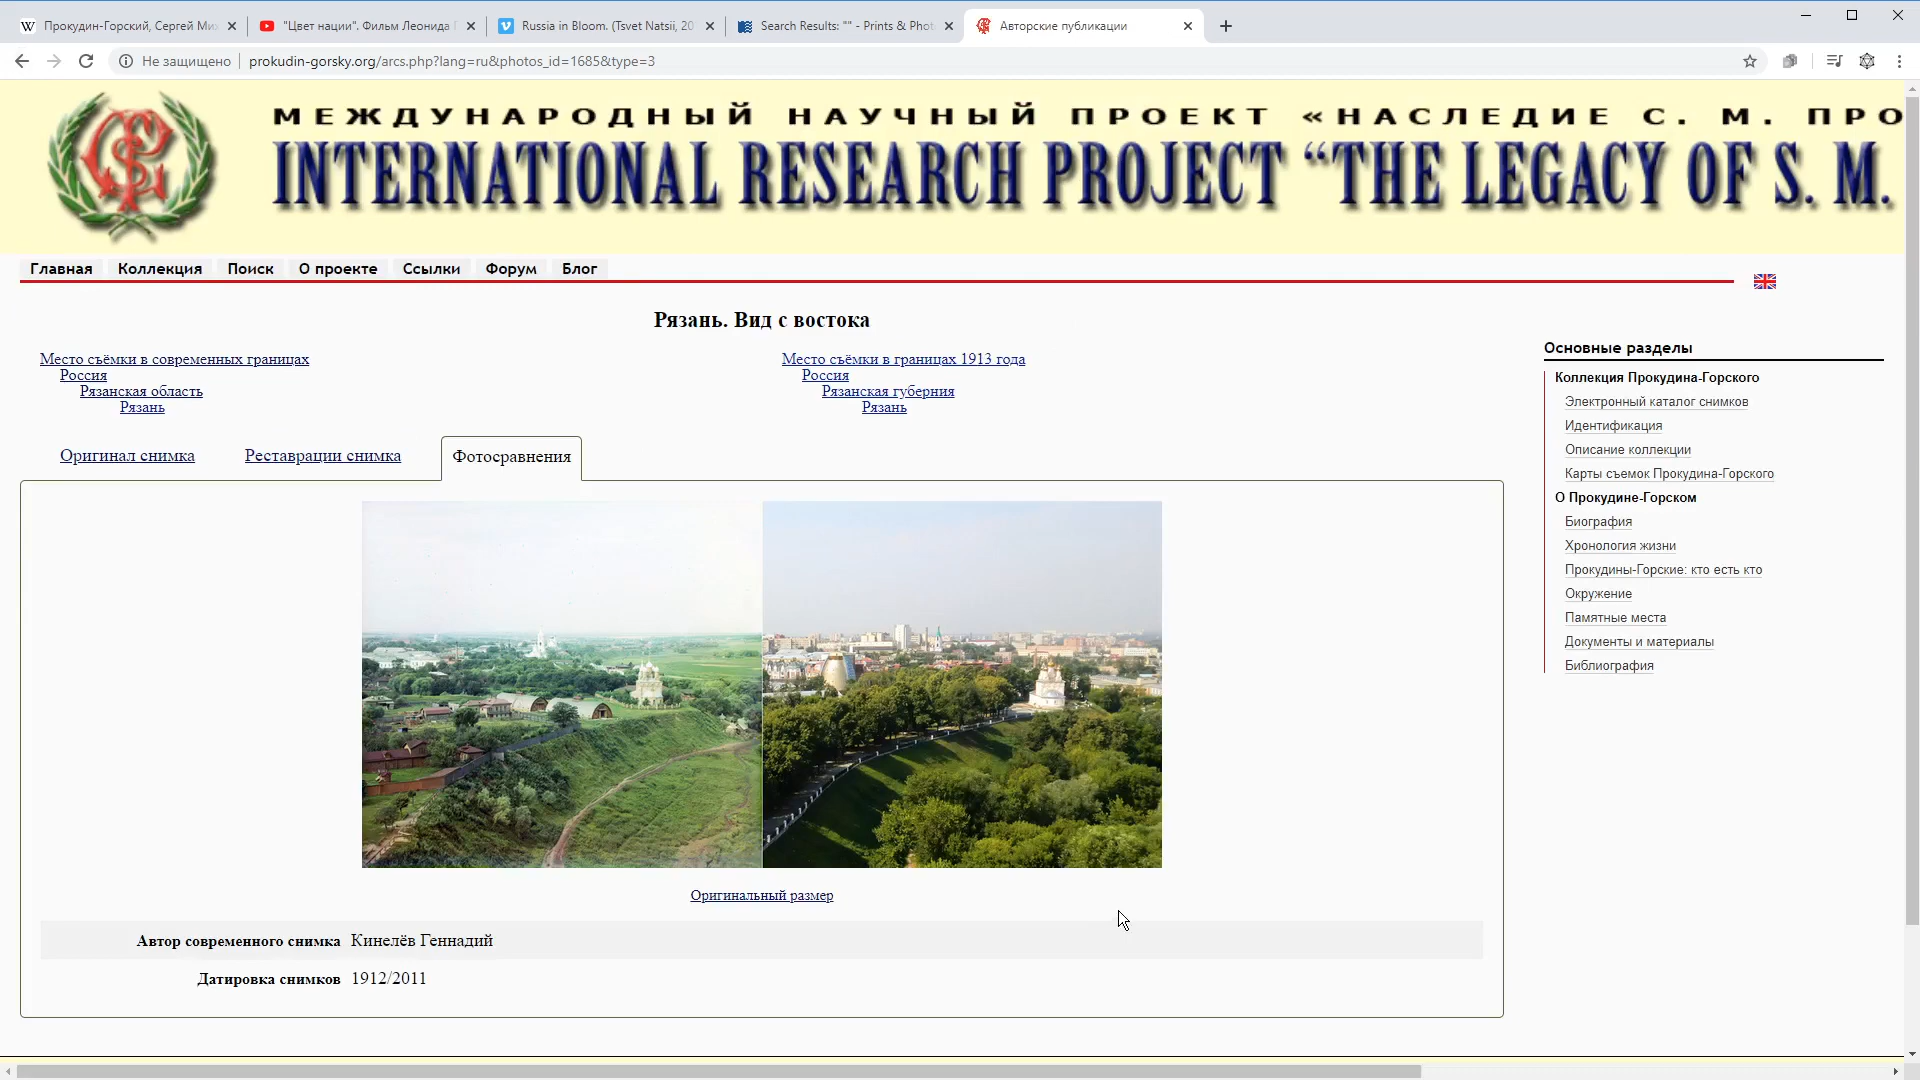 Прокудин-Горский, Сергей Ми
"Цвет нации". Фильм Леонида
Russia in Bloom. (Tsvet Natsii, 20
Search Results: "" - Prints & Phot
Авторские публикации
Не защищено
prokudin-gorsky.org/arcs.php?lang=ru&photos_id=1685&type=3
МЕЖДУНАРОДНЫЙ НАУЧНЫЙ ПРОЕКТ «НАСЛЕДИЕ С. М. ПРО
INTERNATIONAL RESEARCH PROJECT “THE LEGACY OF S. M.
Главная Коллекция Поиск О проекте Ссылки Форум Блог
Рязань. Вид с востока
Место съёмки в современных границах
Россия
Рязанская область
Рязань
Место съёмки в границах 1913 года
Россия
Рязанская губерния
Рязань
Оригинал снимка Реставрации снимка Фотосравнения
Оригинальный размер
Автор современного снимка Кинелёв Геннадий
Датировка снимков 1912/2011
Основные разделы
Коллекция Прокудина-Горского
Электронный каталог снимков
Идентификация
Описание коллекции
Карты съемок Прокудина-Горского
О Прокудине-Горском
Биография
Хронология жизни
Прокудины-Горские: кто есть кто
Окружение
Памятные места
Документы и материалы
Библиография